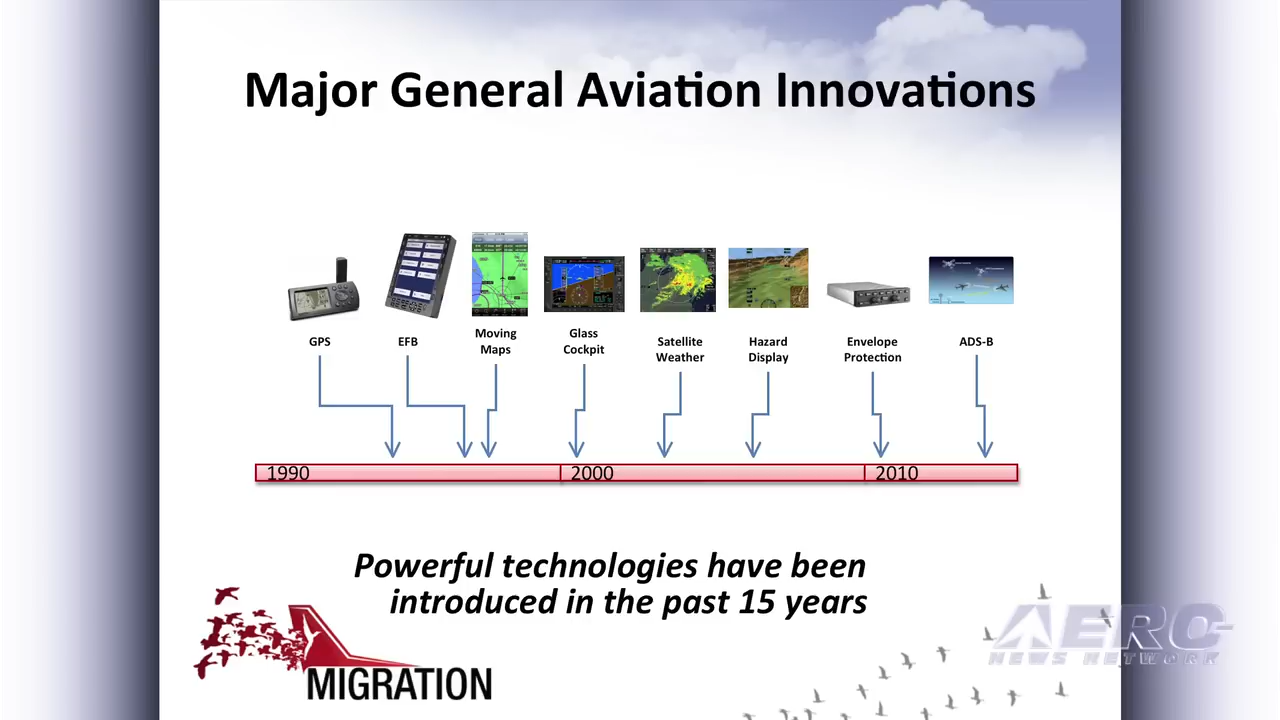 Major General Aviation Innovations
GPS
EFB
Moving
Maps
Glass
Cockpit
Satellite
Weather
Hazard
Display
Envelope
Protection
ADS-B
1990
2000
2010
Powerful technologies have been
introduced in the past 15 years
MIGRATION
AERO
NEWS NETWORK